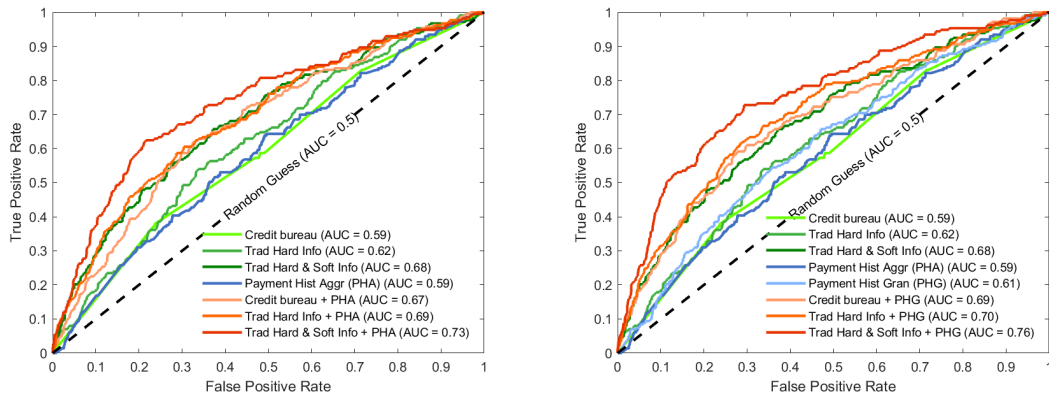 1
0.9
0.8
0.7
0.6
0.5
0.4
0.3
0.2
0.1
0
True Positive Rate
Random Guess (AUC = 0.5)
Credit bureau (AUC = 0.59)
Trad Hard Info (AUC = 0.62)
Trad Hard & Soft Info (AUC = 0.68)
Payment Hist Aggr (PHA) (AUC = 0.59)
Credit bureau + PHA (AUC = 0.67)
Trad Hard Info + PHA (AUC = 0.69)
Trad Hard & Soft Info + PHA (AUC = 0.73)
0 0.1 0.2 0.3 0.4 0.5 0.6 0.7 0.8 0.9 1
False Positive Rate
1
0.9
0.8
0.7
0.6
0.5
0.4
0.3
0.2
0.1
0
True Positive Rate
Random Guess (AUC = 0.5)
Credit bureau (AUC = 0.59)
Trad Hard Info (AUC = 0.62)
Trad Hard & Soft Info (AUC = 0.68)
Payment Hist Aggr (PHA) (AUC = 0.59)
Payment Hist Gran (PHG) (AUC = 0.61)
Credit bureau + PHG (AUC = 0.69)
Trad Hard Info + PHG (AUC = 0.70)
Trad Hard & Soft Info + PHG (AUC = 0.76)
0 0.1 0.2 0.3 0.4 0.5 0.6 0.7 0.8 0.9 1
False Positive Rate